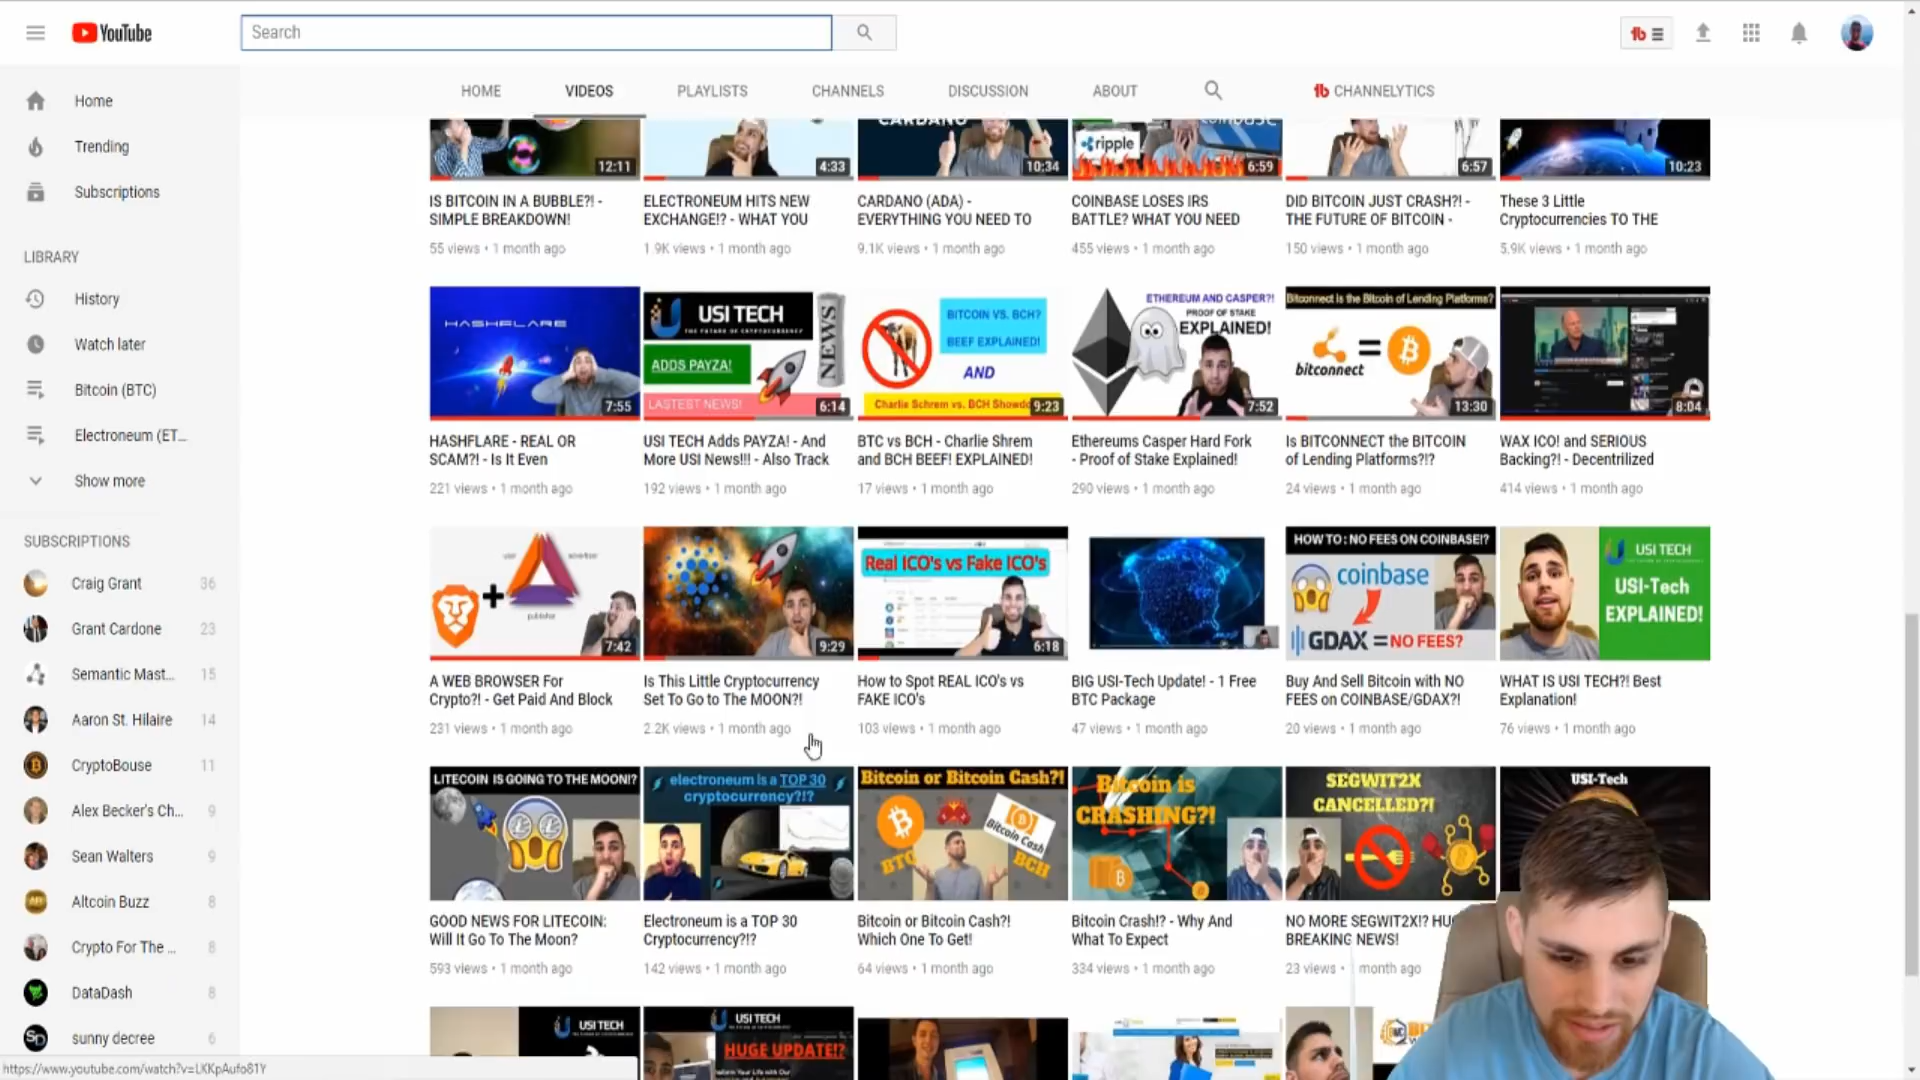 YouTube
Search
HOME
VIDEOS
PLAYLISTS
CHANNELS
DISCUSSION
ABOUT
CHANNELYTICS
Home
Trending
Subscriptions
LIBRARY
History
Watch later
Bitcoin (BTC)
Electroneum (ET...
Show more
SUBSCRIPTIONS
Craig Grant 36
Grant Cardone 23
Semantic Mast... 15
Aaron St. Hilaire 14
CryptoBouse 11
Alex Becker's Ch... 9
Sean Walters 9
Altcoin Buzz 8
Crypto For The ... 8
DataDash 8
sunny decree 6
12:11
4:33
CARDANO
10:34
ripple
coinbase
6:59
6:57
10:23
IS BITCOIN IN A BUBBLE?! -
SIMPLE BREAKDOWN!
55 views • 1 month ago
ELECTRONEUM HITS NEW
EXCHANGE!? - WHAT YOU
1.9K views • 1 month ago
CARDANO (ADA) -
EVERYTHING YOU NEED TO
9.1K views • 1 month ago
COINBASE LOSES IRS
BATTLE? WHAT YOU NEED
455 views • 1 month ago
DID BITCOIN JUST CRASH?! -
THE FUTURE OF BITCOIN -
150 views • 1 month ago
These 3 Little
Cryptocurrencies TO THE
5.9K views • 1 month ago
HASHFLARE
7:55
USI TECH
THE FUTURE OF CRYPTOCURRENCY
ADDS PAYZA!
NEWS
LASTEST NEWS!
6:14
BITCOIN VS. BCH?
BEEF EXPLAINED!
AND
Charlie Schrem vs. BCH Showdo
9:23
ETHEREUM AND CASPER?!
PROOF OF STAKE
EXPLAINED!
7:52
Bitconnect is the Bitcoin of Lending Platforms?
bitconnect
=
13:30
8:04
HASHFLARE - REAL OR
SCAM?! - Is It Even
221 views • 1 month ago
USI TECH Adds PAYZA! - And
More USI News!!! - Also Track
192 views • 1 month ago
BTC vs BCH - Charlie Shrem
and BCH BEEF! EXPLAINED!
17 views • 1 month ago
Ethereums Casper Hard Fork
- Proof of Stake Explained!
290 views • 1 month ago
Is BITCONNECT the BITCOIN
of Lending Platforms?!?
24 views • 1 month ago
WAX ICO! and SERIOUS
Backing?! - Decentrilized
414 views • 1 month ago
user
advertiser
+
publisher
7:42
9:29
Real ICO's vs Fake ICO's
6:18
HOW TO : NO FEES ON COINBASE!?
coinbase
GDAX =NO FEES?
USI TECH
USI-Tech
EXPLAINED!
A WEB BROWSER For
Crypto?! - Get Paid And Block
231 views • 1 month ago
Is This Little Cryptocurrency
Set To Go to The MOON?!
2.2K views • 1 month ago
How to Spot REAL ICO's vs
FAKE ICO's
103 views • 1 month ago
BIG USI-Tech Update! - 1 Free
BTC Package
47 views • 1 month ago
Buy And Sell Bitcoin with NO
FEES on COINBASE/GDAX?!
20 views • 1 month ago
WHAT IS USI TECH?! Best
Explanation!
76 views • 1 month ago
LITECOIN IS GOING TO THE MOON!?
electroneum is a TOP 30
cryptocurrency?!?
Bitcoin or Bitcoin Cash?!
BTC
Bitcoin Cash
BCH
Bitcoin is
CRASHING?!
SEGWIT2X
CANCELLED?!
USI-Tech
GOOD NEWS FOR LITECOIN:
Will It Go To The Moon?
593 views • 1 month ago
Electroneum is a TOP 30
Cryptocurrency?!?
142 views • 1 month ago
Bitcoin or Bitcoin Cash?!
Which One To Get!
64 views • 1 month ago
Bitcoin Crash!? - Why And
What To Expect
334 views • 1 month ago
NO MORE SEGWIT2X!? HU
BREAKING NEWS!
23 views • 1 month ago
USI TECH
USI TECH
HUGE UPDATE!?
https://www.youtube.com/watch?v=LKKpAufo81Y